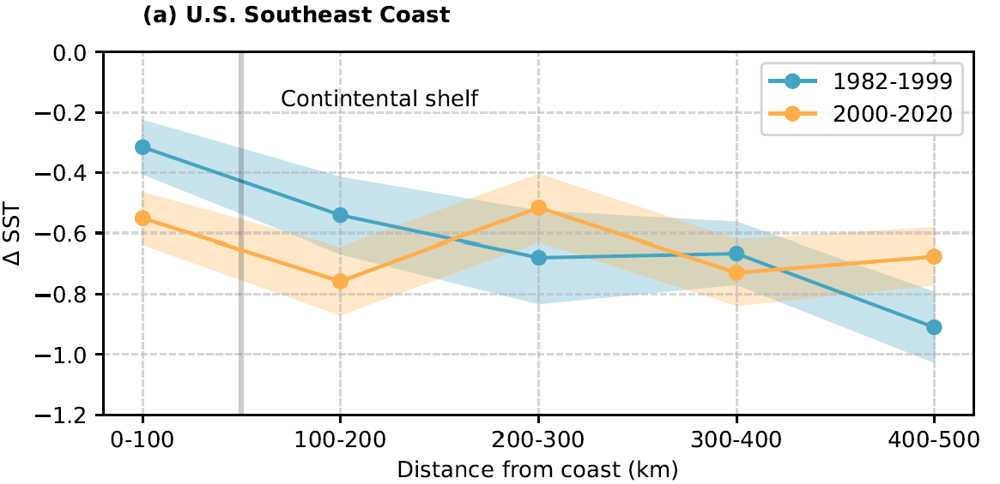 (a) U.S. Southeast Coast
0.0
−0.2
−0.4
−0.6
−0.8
−1.0
−1.2
Δ SST
Contintental shelf
1982-1999
2000-2020
0-100 100-200 200-300 300-400 400-500
Distance from coast (km)